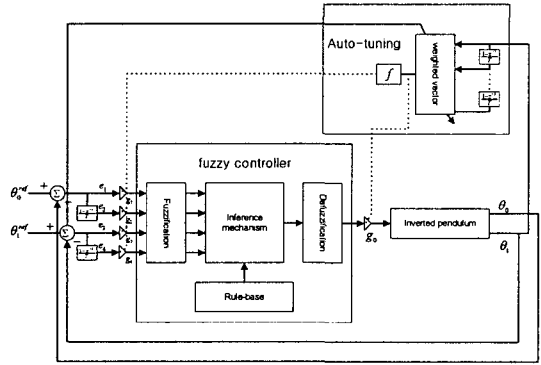 Auto-tuning
f
weighted vector
fuzzy controller
θ₀ʳᵉᶠ
+
Σ
−
e₁
g₁
e₂
g₂
θ₁ʳᵉᶠ
+
Σ
−
e₃
g₃
e₄
g₄
Fuzzification
Inference
mechanism
Defuzzification
Rule-base
g₀
Inverted pendulum
θ₀
θ₁